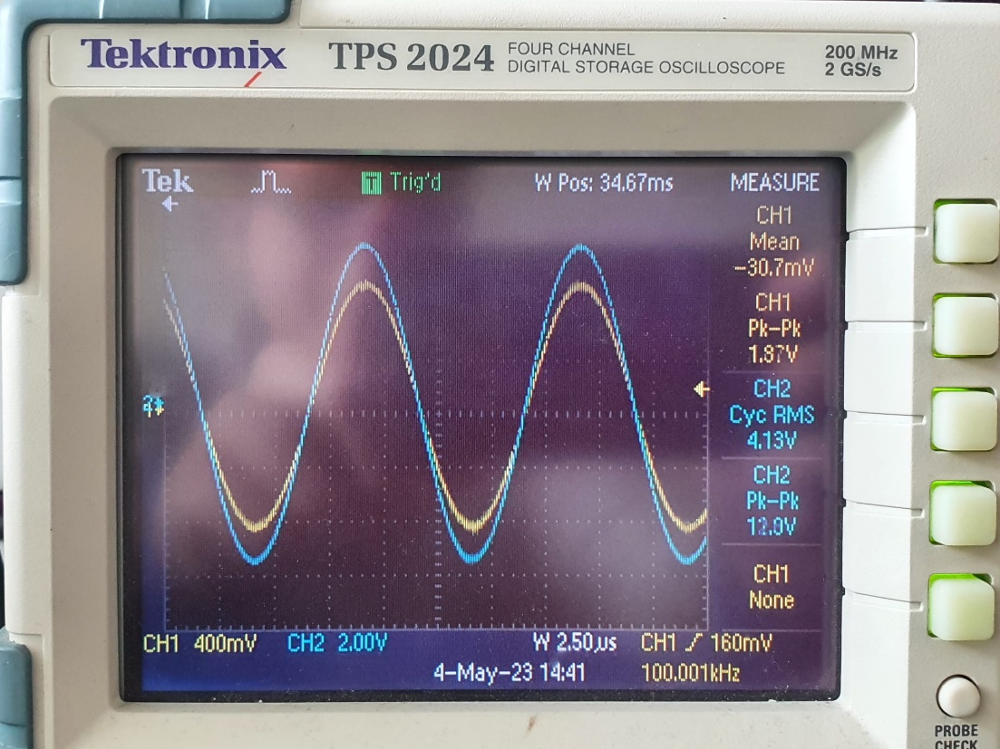 Tektronix TPS 2024 FOUR CHANNEL 200 MHz
DIGITAL STORAGE OSCILLOSCOPE 2 GS/s
Tek T Trig'd W Pos: 34.67ms MEASURE
CH1
Mean
-30.7mV
CH1
Pk-Pk
1.87V
CH2
Cyc RMS
4.13V
CH2
Pk-Pk
12.9V
CH1
None
CH1 400mV CH2 2.00V W 2.50µs CH1 160mV
4-May-23 14:41 100.001kHz
PROBE
CHECK